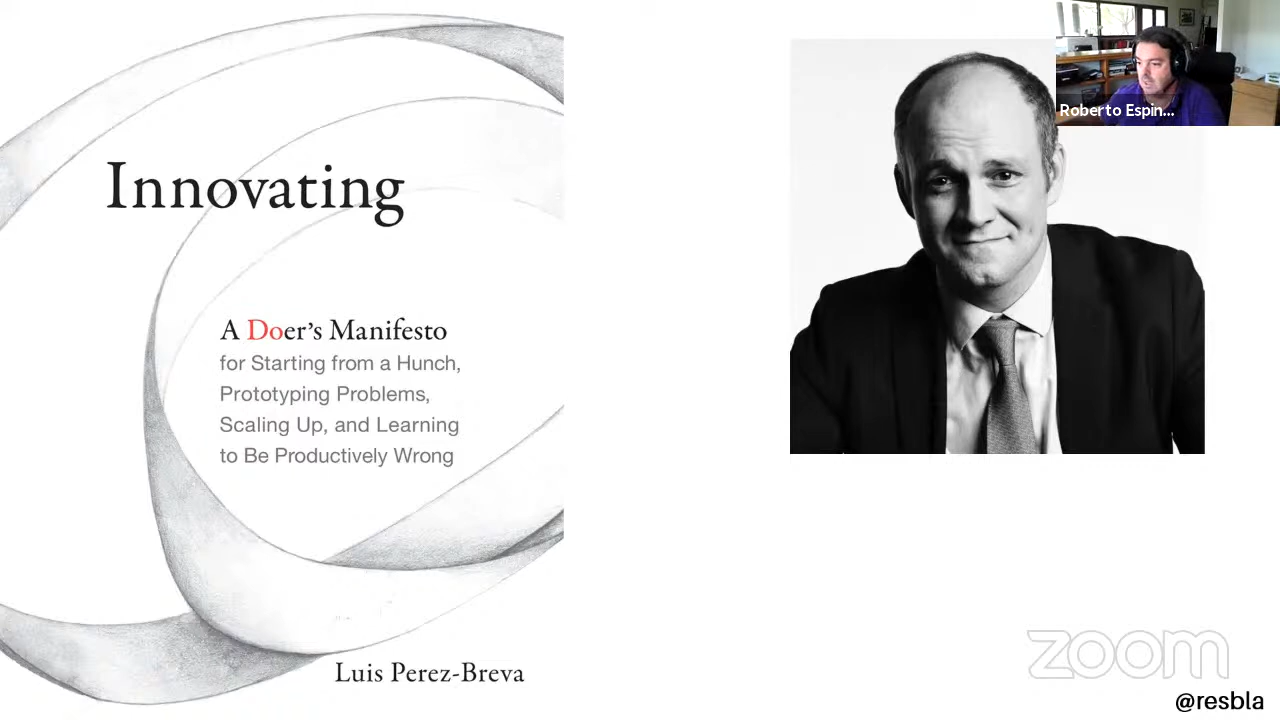 Innovating
A Doer's Manifesto
for Starting from a Hunch,
Prototyping Problems,
Scaling Up, and Learning
to Be Productively Wrong
Luis Perez-Breva
Roberto Espin...
zoom
@resbla